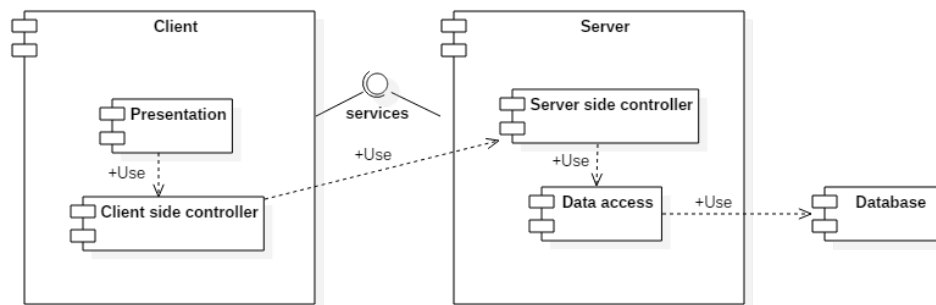 Client
Server
Presentation
Server side controller
services
+Use
+Use
+Use
Client side controller
Data access
+Use
Database